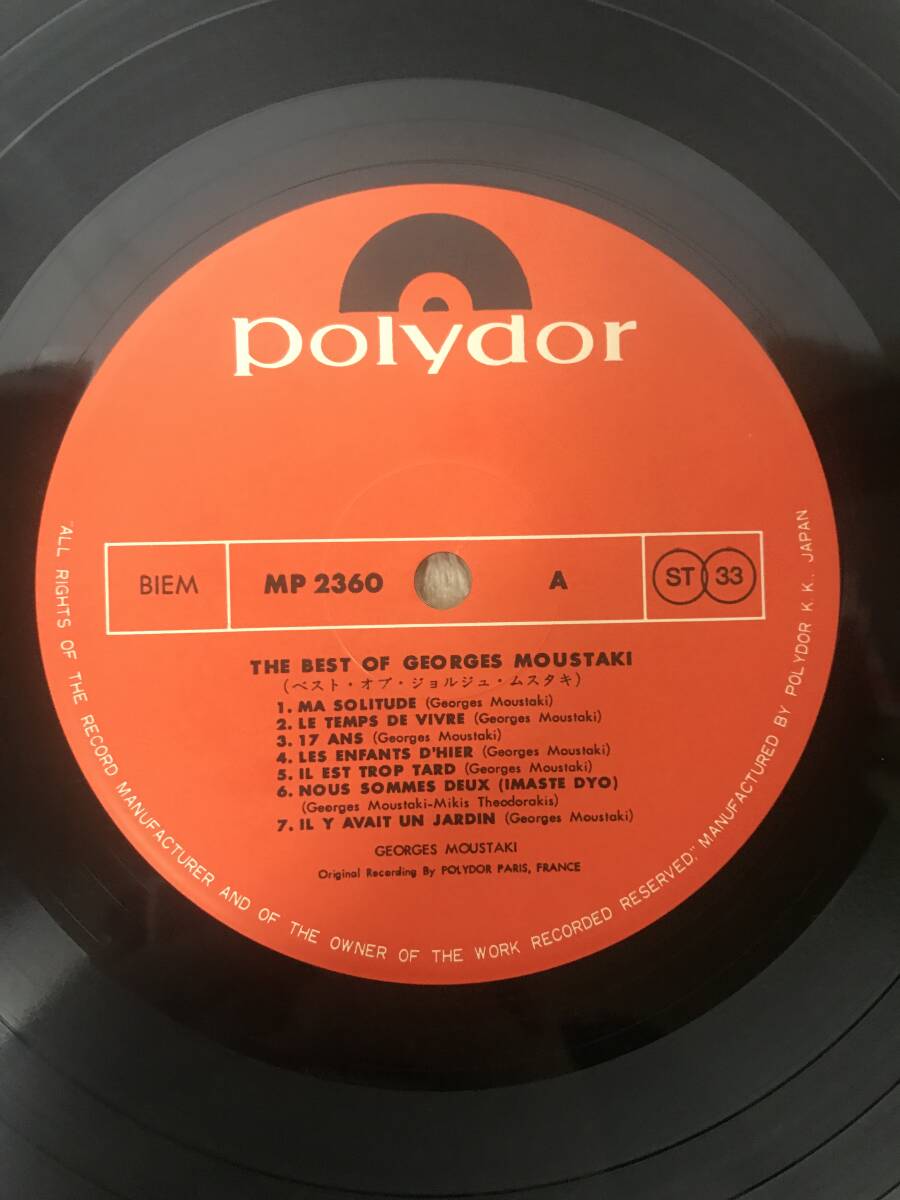 polydor
BIEM MP 2360 A ST 33
THE BEST OF GEORGES MOUSTAKI
(ベスト・オブ・ジョルジュ・ムスタキ)
1. MA SOLITUDE (Georges Moustaki)
2. LE TEMPS DE VIVRE (Georges Moustaki)
3. 17 ANS (Georges Moustaki)
4. LES ENFANTS D'HIER (Georges Moustaki)
5. IL EST TROP TARD (Georges Moustaki)
6. NOUS SOMMES DEUX (IMASTE DYO)
(Georges Moustaki-Mikis Theodorakis)
7. IL Y AVAIT UN JARDIN (Georges Moustaki)
GEORGES MOUSTAKI
Original Recording By POLYDOR PARIS, FRANCE
"ALL RIGHTS OF THE RECORD MANUFACTURER AND OF THE OWNER OF THE WORK RECORDED RESERVED," MANUFACTURED BY POLYDOR K.K., JAPAN